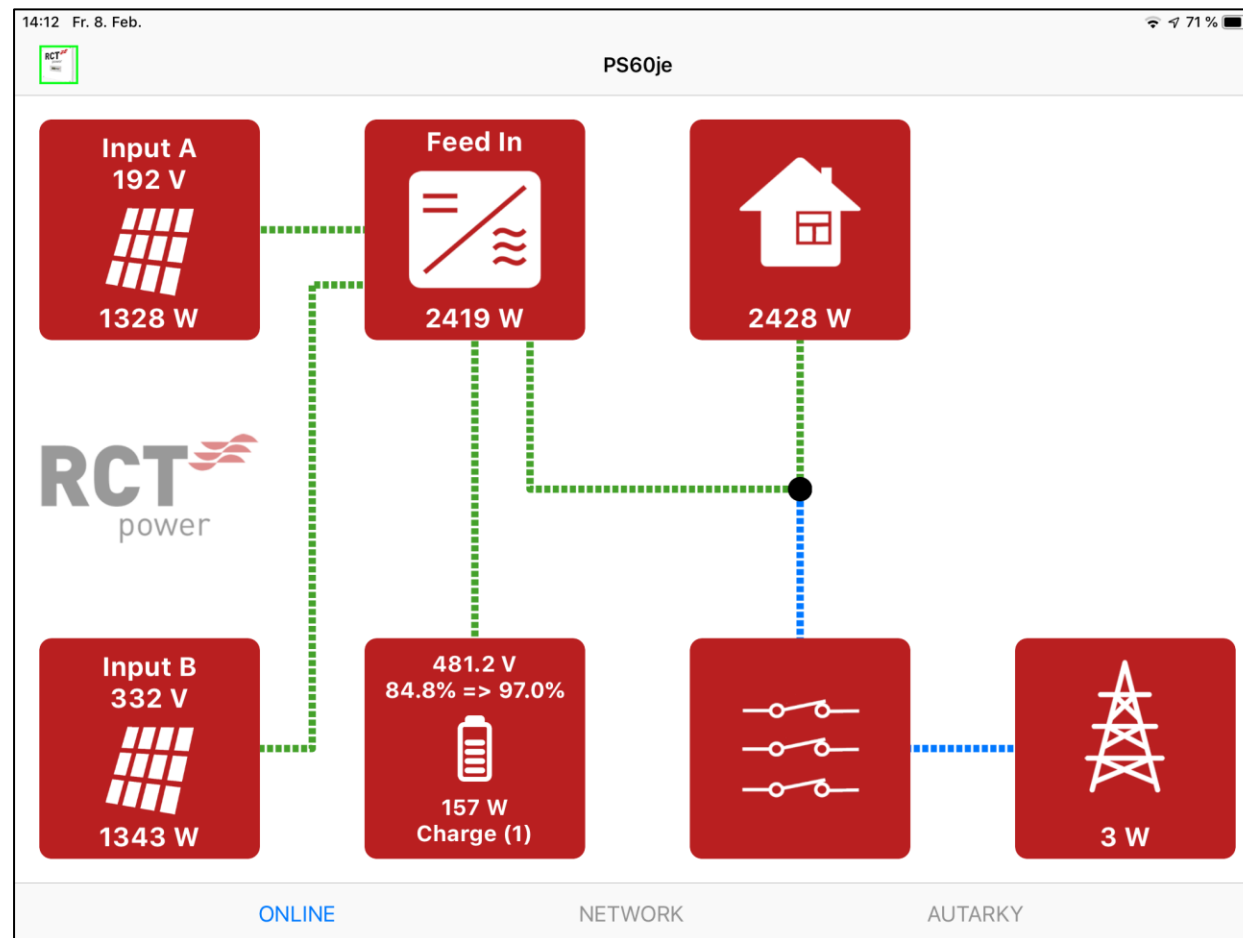 14:12 Fr. 8. Feb.
71 %
RCT
PS60je
Input A
192 V
1328 W
Feed In
2419 W
2428 W
RCT
power
Input B
332 V
1343 W
481.2 V
84.8% => 97.0%
157 W
Charge (1)
3 W
ONLINE
NETWORK
AUTARKY